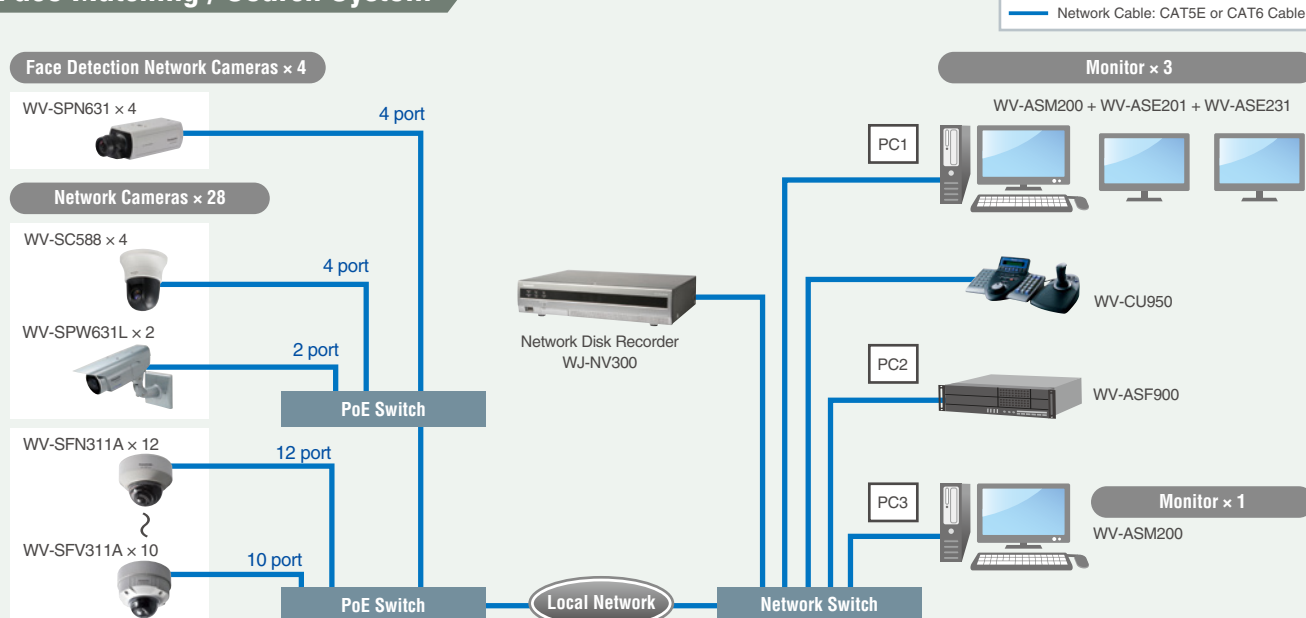 Face Matching / Search System
Network Cable: CAT5E or CAT6 Cable
Face Detection Network Cameras × 4
WV-SPN631 × 4
4 port
Network Cameras × 28
WV-SC588 × 4
4 port
WV-SPW631L × 2
2 port
PoE Switch
WV-SFN311A × 12
12 port
WV-SFV311A × 10
10 port
PoE Switch
Local Network
Network Switch
Network Disk Recorder
WJ-NV300
Monitor × 3
WV-ASM200 + WV-ASE201 + WV-ASE231
PC1
WV-CU950
PC2
WV-ASF900
PC3
Monitor × 1
WV-ASM200